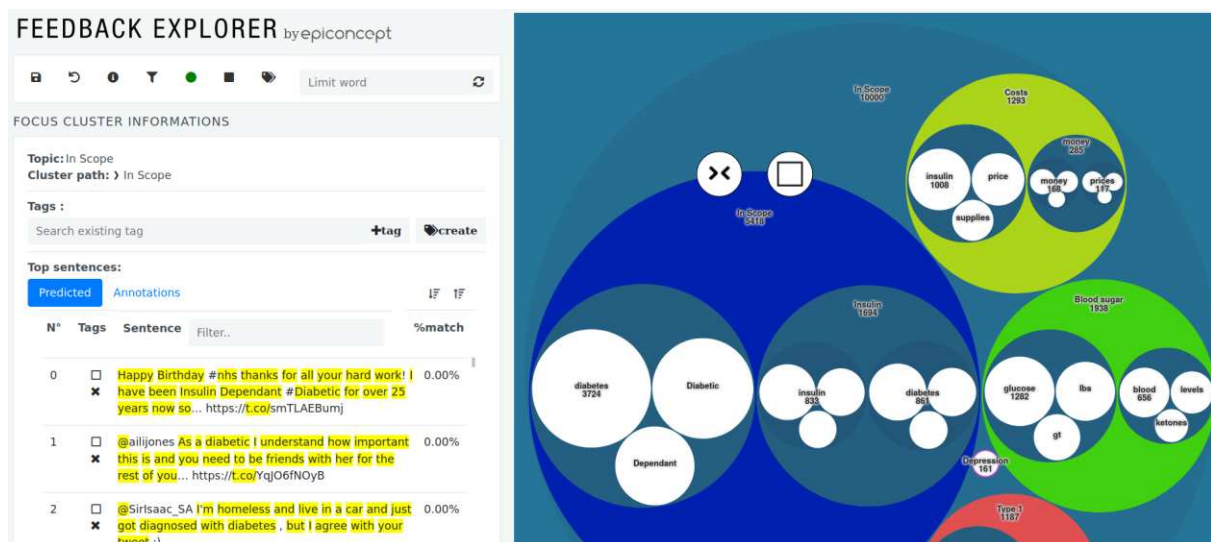 FEEDBACK EXPLORER by epiconcept
Limit word
FOCUS CLUSTER INFORMATIONS
Topic: In Scope
Cluster path: ❯ In Scope
Tags :
Search existing tag
+tag
create
Top sentences:
Predicted
Annotations
N°
Tags
Sentence
Filter..
%match
0
Happy Birthday #nhs thanks for all your hard work! I
have been Insulin Dependant #Diabetic for over 25
years now so... https://t.co/smTLAEBumj
0.00%
1
@ailijones As a diabetic I understand how important
this is and you need to be friends with her for the
rest of you... https://t.co/YqJO6fNOyB
0.00%
2
@SirIsaac_SA I'm homeless and live in a car and just
got diagnosed with diabetes , but I agree with your
tweet :)
0.00%
In Scope
10000
Costs
1293
insulin
1008
price
supplies
money
285
money
168
prices
117
In Scope
5418
diabetes
3724
Diabetic
Dependant
Insulin
1694
insulin
833
diabetes
861
Blood sugar
1938
glucose
1282
lbs
gt
blood
656
levels
ketones
Depression
161
Type 1
1187